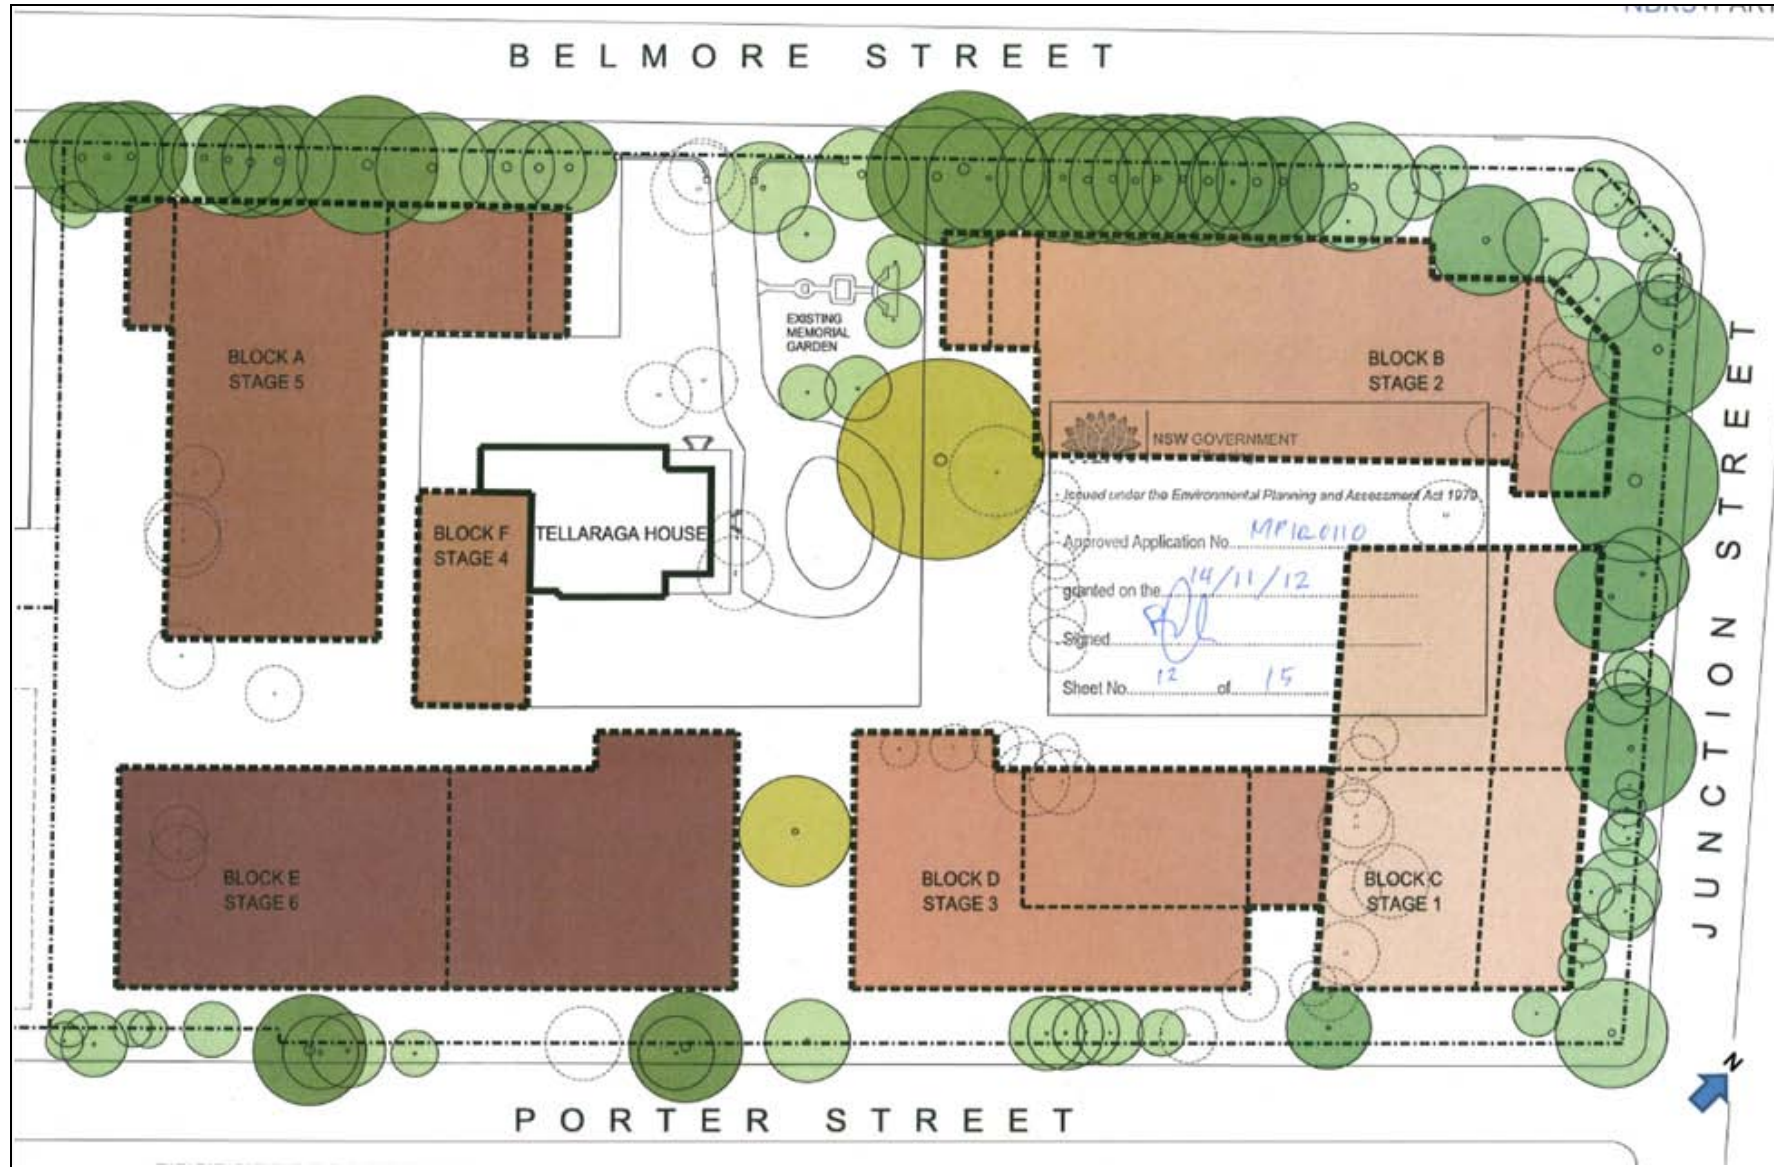 BELMORE STREET
EXISTING
MEMORIAL
GARDEN
BLOCK A
STAGE 5
BLOCK B
STAGE 2
JUNCTION STREET
NSW GOVERNMENT
Issued under the Environmental Planning and Assessment Act 1979
BLOCK F
STAGE 4
TELLARAGA HOUSE
Approved Application No
granted on the 14/11/12
Signed
Sheet No 12 of 15
BLOCK E
STAGE 6
BLOCK D
STAGE 3
BLOCK C
STAGE 1
N
PORTER STREET